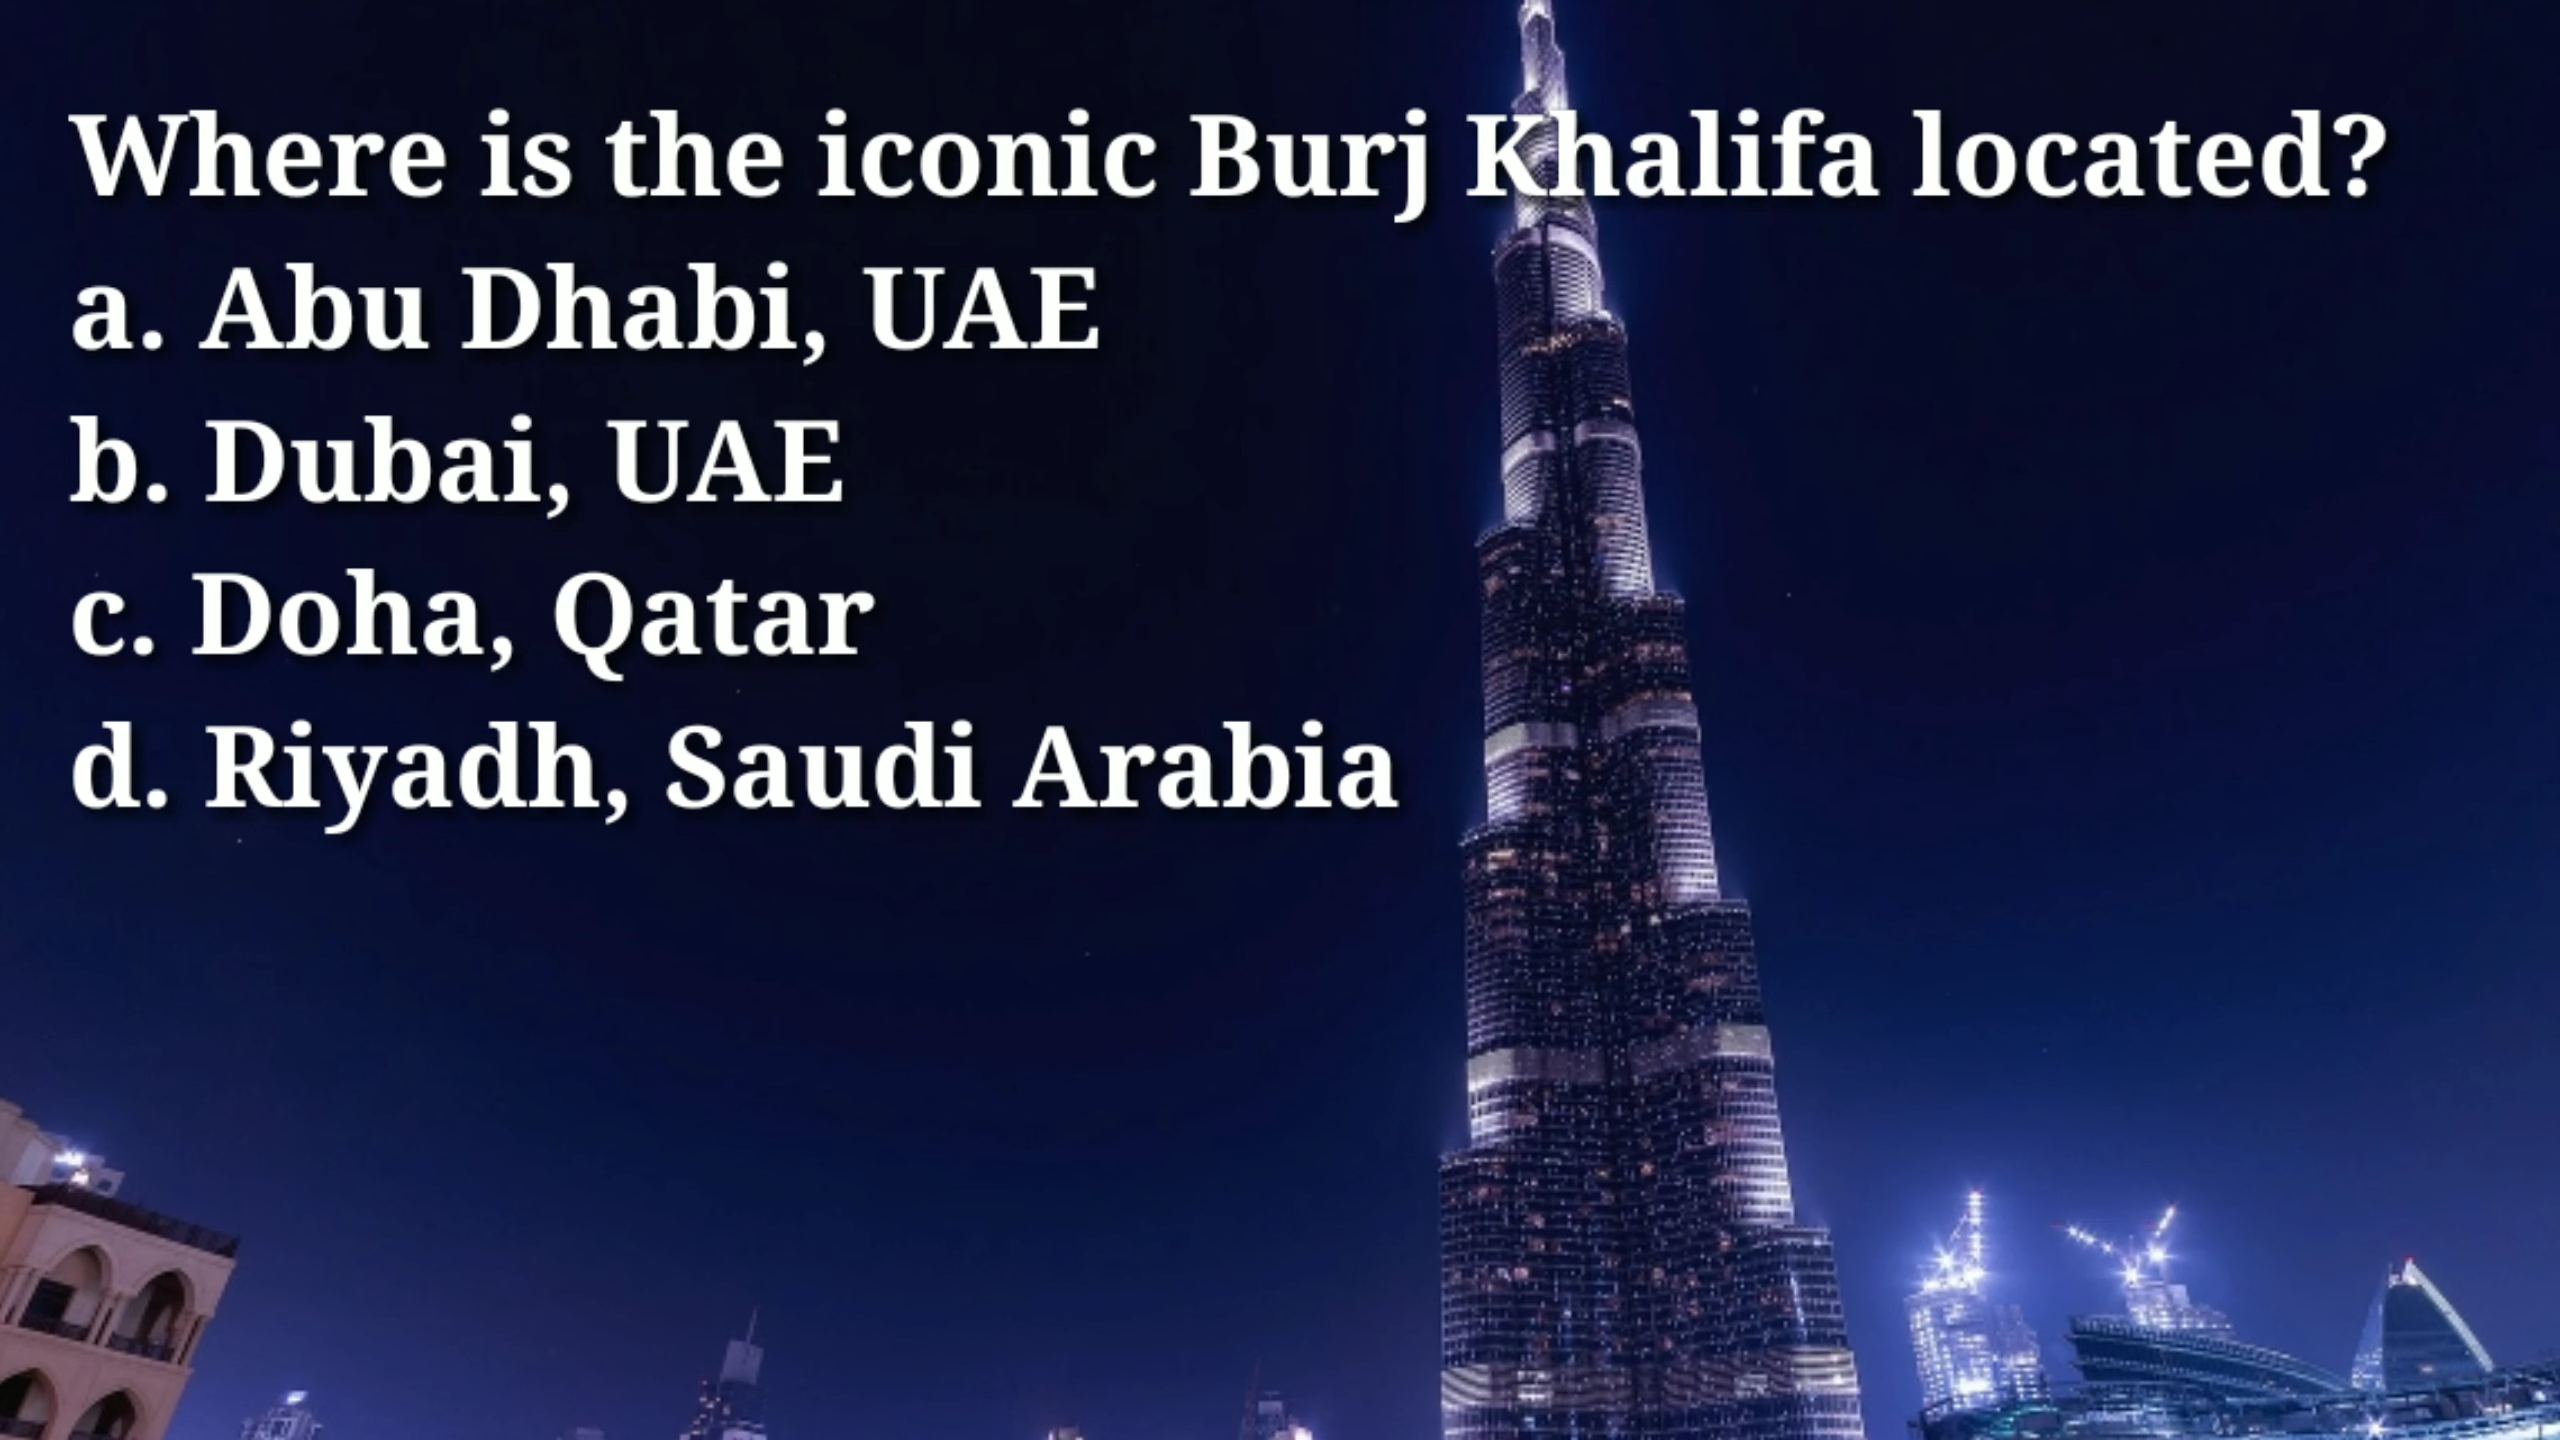 Where is the iconic Burj Khalifa located?
a. Abu Dhabi, UAE
b. Dubai, UAE
c. Doha, Qatar
d. Riyadh, Saudi Arabia